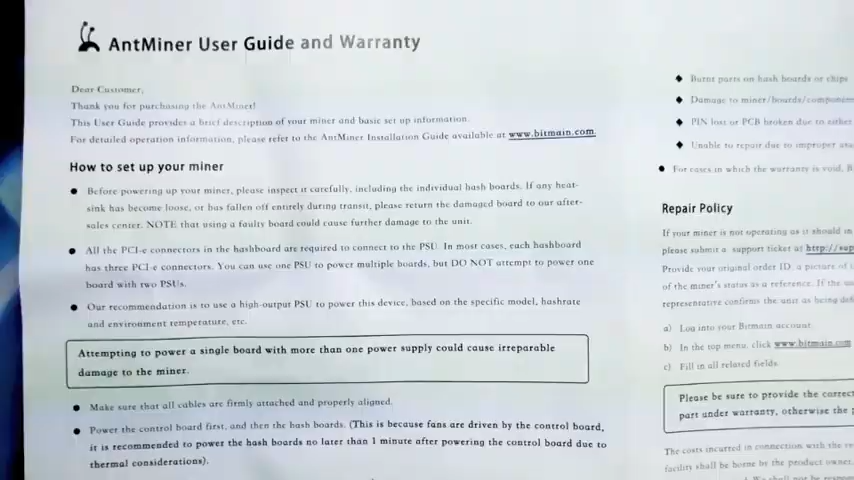 AntMiner User Guide and Warranty
Dear Customer,
Thank you for purchasing the AntMiner!
This User Guide provides a brief description of your miner and basic set up information.
For detailed operation information, please refer to the AntMiner Installation Guide available at www.bitmain.com.
How to set up your miner
● Before powering up your miner, please inspect it carefully, including the individual hash boards. If any heat-
sink has become loose, or has fallen off entirely during transit, please return the damaged board to our after-
sales center. NOTE that using a faulty board could cause further damage to the unit.
● All the PCI-e connectors in the hashboard are required to connect to the PSU. In most cases, each hashboard
has three PCI-e connectors. You can use one PSU to power multiple boards, but DO NOT attempt to power one
board with two PSUs.
● Our recommendation is to use a high-output PSU to power this device, based on the specific model, hashrate
and environment temperature, etc.
Attempting to power a single board with more than one power supply could cause irreparable
damage to the miner.
● Make sure that all cables are firmly attached and properly aligned.
● Power the control board first, and then the hash boards. (This is because fans are driven by the control board,
it is recommended to power the hash boards no later than 1 minute after powering the control board due to
thermal considerations).
◆ Burnt parts on hash boards or chips
◆ Damage to miner/boards/component
◆ PIN lost or PCB broken due to either
◆ Unable to repair due to improper
● For cases in which the warranty is void,
Repair Policy
If your miner is not operating as it should
please submit a support ticket at http://sup
Provide your original order ID, a picture of
of the miner's status as a reference. If the
representative confirms the unit as being
a) Log into your Bitmain account
b) In the top menu, click www.bitmain.com
c) Fill in all related fields.
Please be sure to provide the correct
part under warranty, otherwise the
The costs incurred in connection with the
facility shall be borne by the product owner.